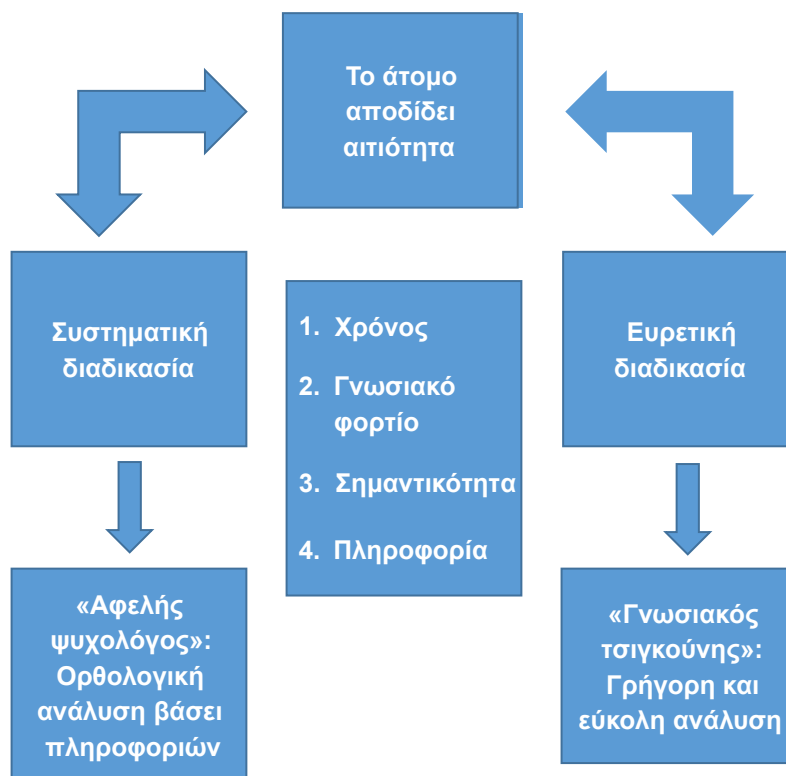 Το άτομο
αποδίδει
αιτιότητα
Συστηματική
διαδικασία
1. Χρόνος
2. Γνωσιακό
φορτίο
3. Σημαντικότητα
4. Πληροφορία
Ευρετική
διαδικασία
«Αφελής
ψυχολόγος»:
Ορθολογική
ανάλυση βάσει
πληροφοριών
«Γνωσιακός
τσιγκούνης»:
Γρήγορη και
εύκολη ανάλυση